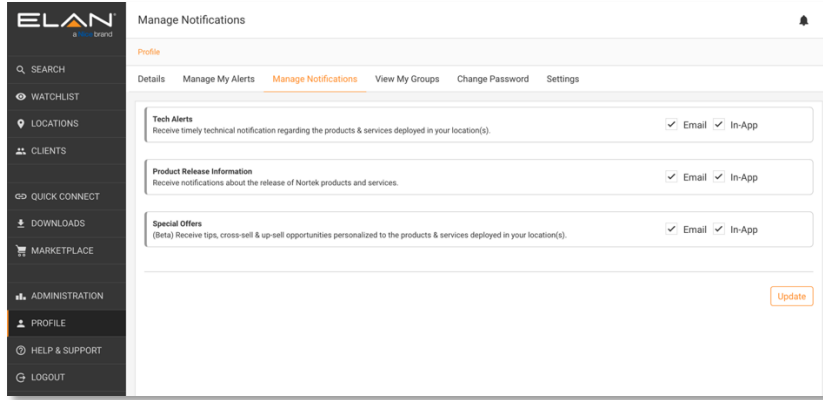 ELAN
a brand
Manage Notifications
Profile
SEARCH
WATCHLIST
LOCATIONS
CLIENTS
QUICK CONNECT
DOWNLOADS
MARKETPLACE
ADMINISTRATION
PROFILE
HELP & SUPPORT
LOGOUT
Details Manage My Alerts Manage Notifications View My Groups Change Password Settings
Tech Alerts
Receive timely technical notification regarding the products & services deployed in your location(s).
Email In-App
Product Release Information
Receive notifications about the release of Nortek products and services.
Email In-App
Special Offers
(Beta) Receive tips, cross-sell & up-sell opportunities personalized to the products & services deployed in your location(s).
Email In-App
Update